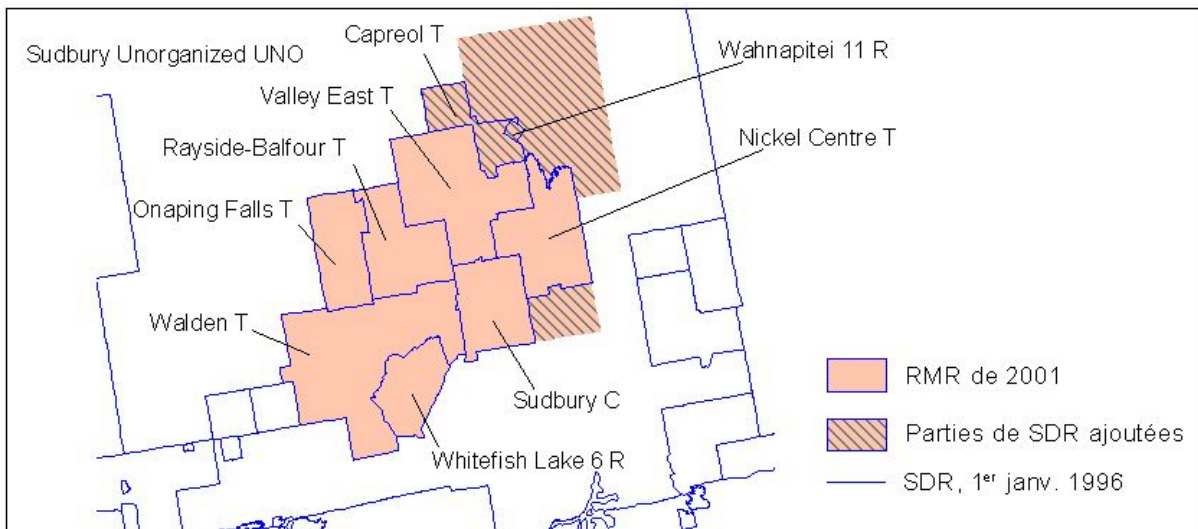 Capreol T
Sudbury Unorganized UNO
Wahnapitei 11 R
Valley East T
Nickel Centre T
Rayside-Balfour T
Onaping Falls T
Walden T
RMR de 2001
Sudbury C
Parties de SDR ajoutées
Whitefish Lake 6 R
SDR, 1er janv. 1996